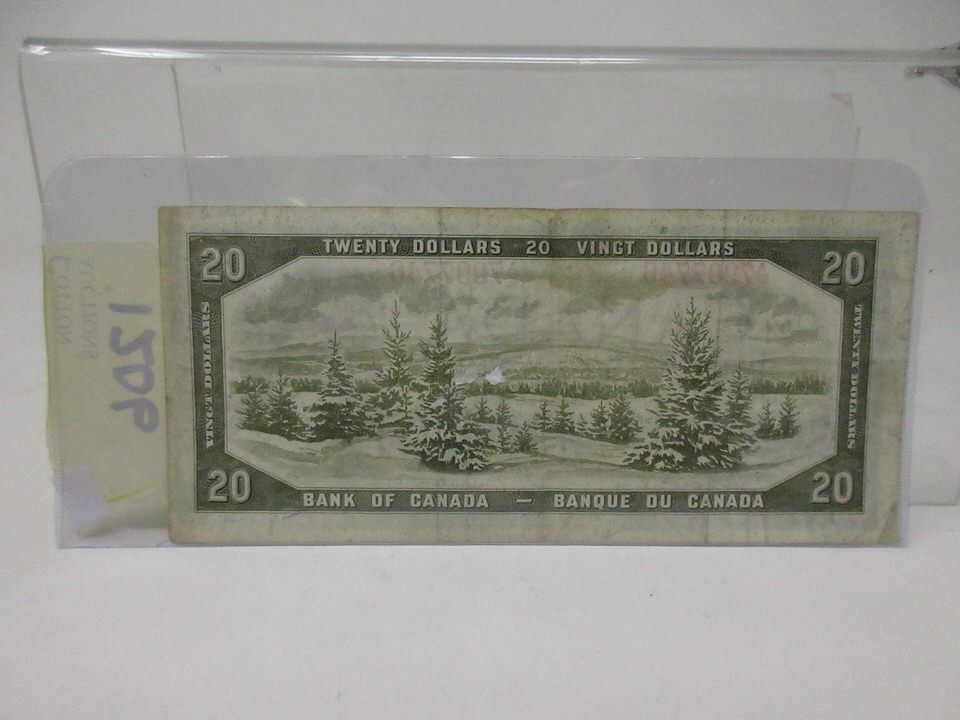 TWENTY DOLLARS 20 VINGT DOLLARS
20
20
VINGT DOLLARS
TWENTY DOLLARS
20
20
BANK OF CANADA — BANQUE DU CANADA
COLTON
AUCTIONS
1206